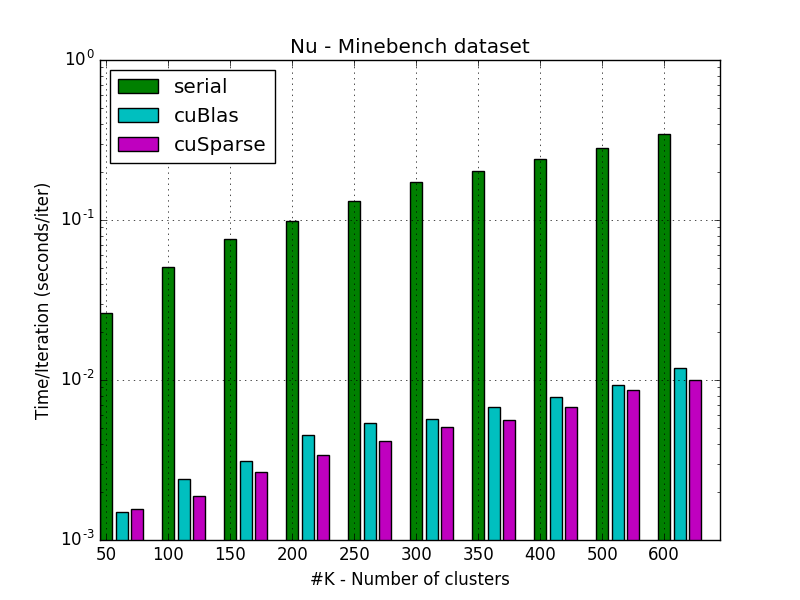 Nu - Minebench dataset
10^0
serial
cuBlas
cuSparse
10^-1
10^-2
10^-3
Time/Iteration (seconds/iter)
50 100 150 200 250 300 350 400 500 600
#K - Number of clusters